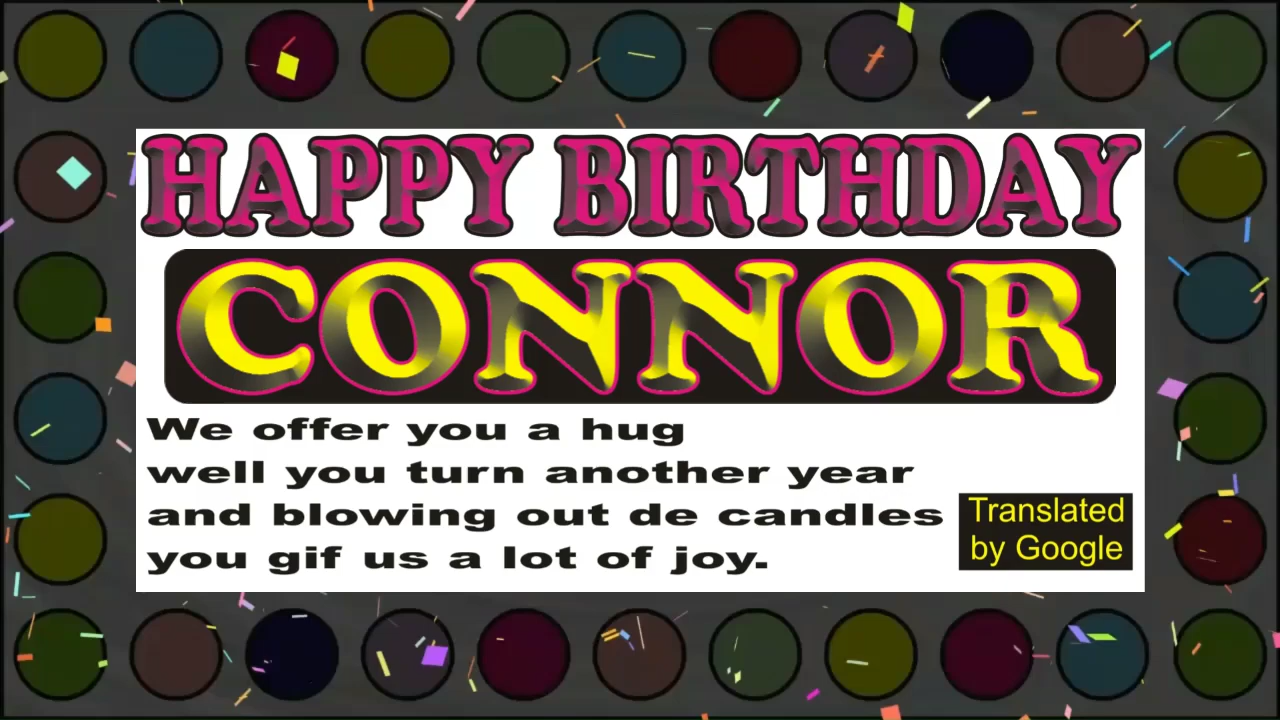 HAPPY BIRTHDAY
CONNOR
We offer you a hug
well you turn another year
and blowing out de candles
you gif us a lot of joy.
Translated
by Google